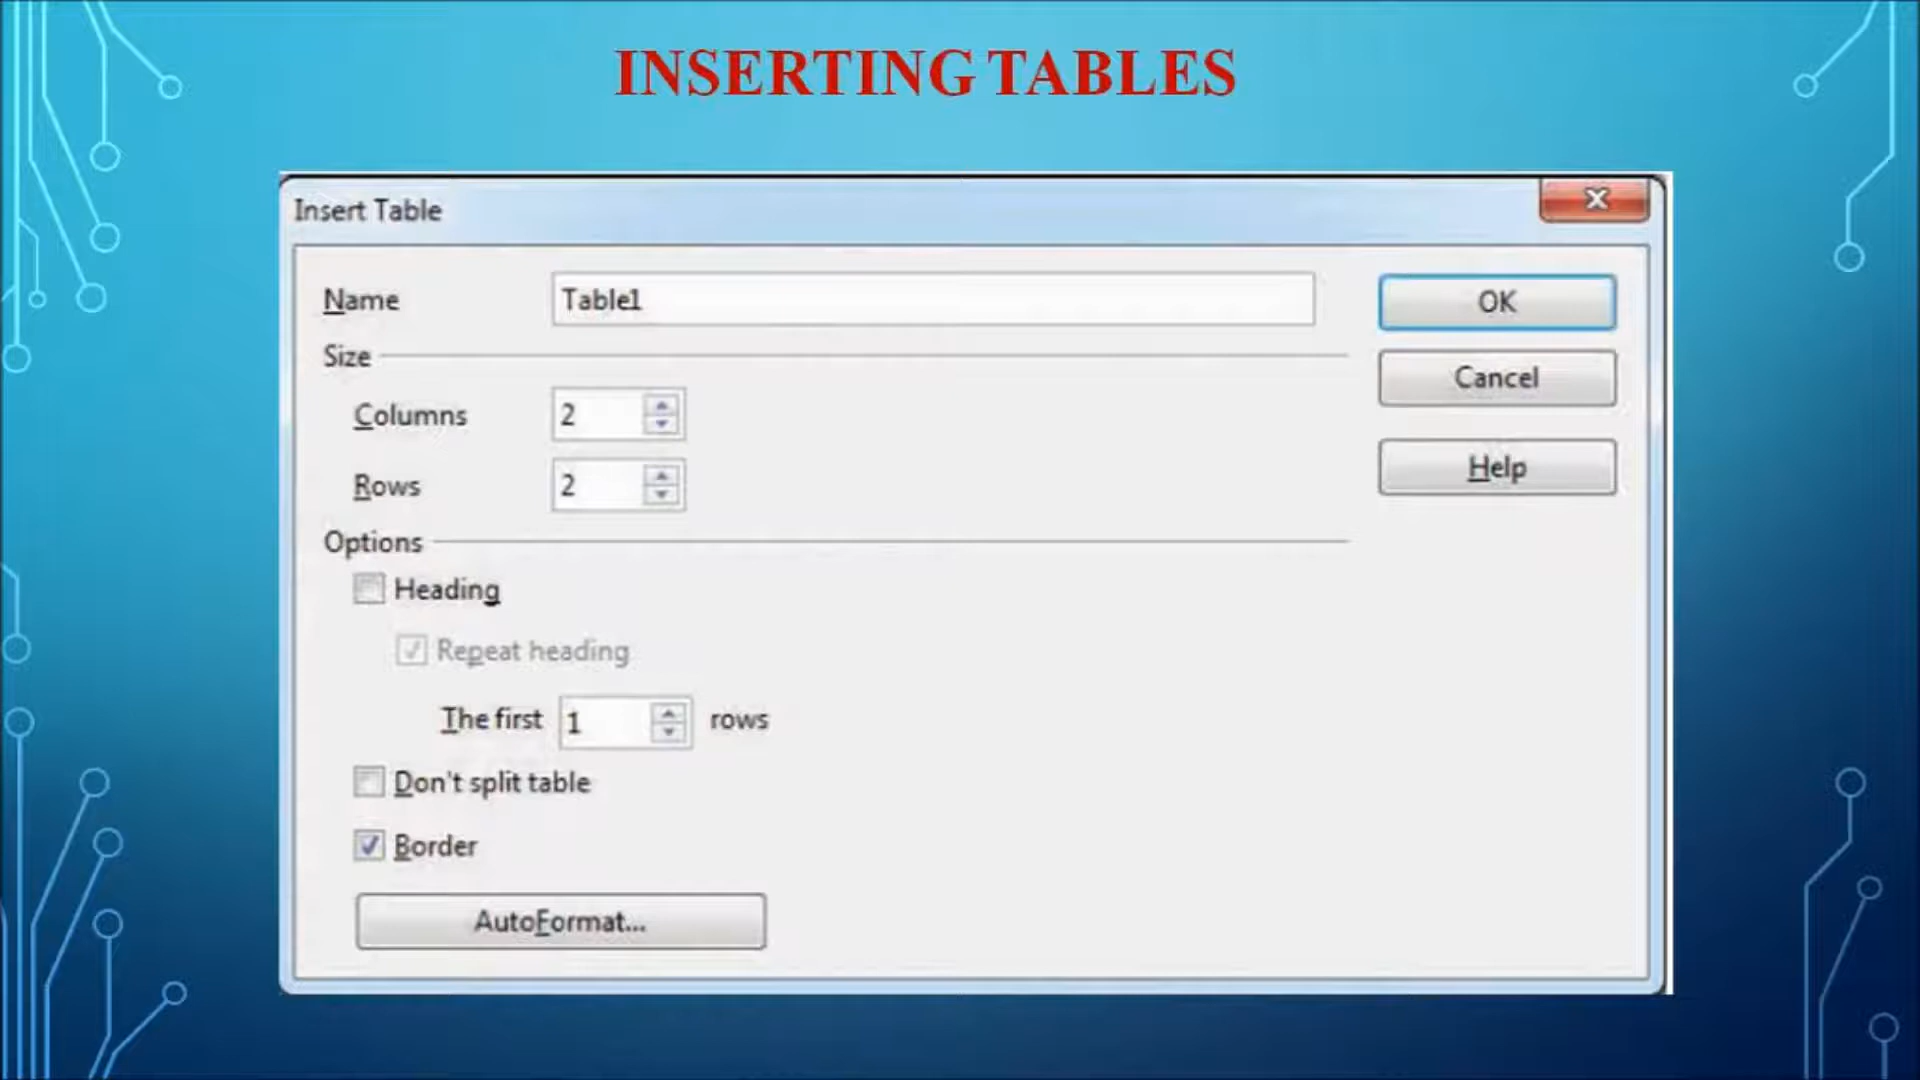 INSERTING TABLES
Insert Table
Name Table1 OK
Size
Cancel
Columns 2
Help
Rows 2
Options
Heading
Repeat heading
The first 1 rows
Don't split table
Border
AutoFormat...